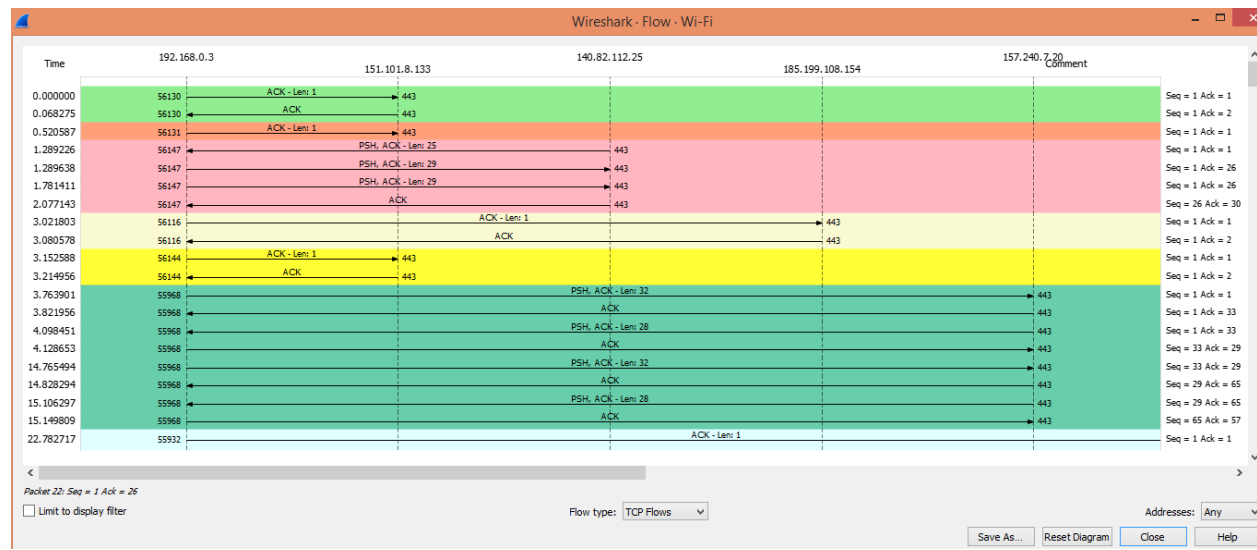 Wireshark · Flow · Wi-Fi
Time 192.168.0.3 151.101.8.133 140.82.112.25 185.199.108.154 157.240.7.20 Comment
0.000000 56130 ACK - Len: 1 443 Seq = 1 Ack = 1
0.068275 56130 ACK 443 Seq = 1 Ack = 2
0.520587 56131 ACK - Len: 1 443 Seq = 1 Ack = 1
1.289226 56147 PSH, ACK - Len: 25 443 Seq = 1 Ack = 1
1.289638 56147 PSH, ACK - Len: 29 443 Seq = 1 Ack = 26
1.781411 56147 PSH, ACK - Len: 29 443 Seq = 1 Ack = 26
2.077143 56147 ACK 443 Seq = 26 Ack = 30
3.021803 56116 ACK - Len: 1 443 Seq = 1 Ack = 1
3.080578 56116 ACK 443 Seq = 1 Ack = 2
3.152588 56144 ACK - Len: 1 443 Seq = 1 Ack = 1
3.214956 56144 ACK 443 Seq = 1 Ack = 2
3.763901 55968 PSH, ACK - Len: 32 443 Seq = 1 Ack = 1
3.821956 55968 ACK 443 Seq = 1 Ack = 33
4.098451 55968 PSH, ACK - Len: 28 443 Seq = 1 Ack = 33
4.128653 55968 ACK 443 Seq = 33 Ack = 29
14.765494 55968 PSH, ACK - Len: 32 443 Seq = 33 Ack = 29
14.828294 55968 ACK 443 Seq = 29 Ack = 65
15.106297 55968 PSH, ACK - Len: 28 443 Seq = 29 Ack = 65
15.149809 55968 ACK 443 Seq = 65 Ack = 57
22.782717 55932 ACK - Len: 1 Seq = 1 Ack = 1
Packet 22: Seq = 1 Ack = 26
Limit to display filter Flow type: TCP Flows Addresses: Any
Save As... Reset Diagram Close Help